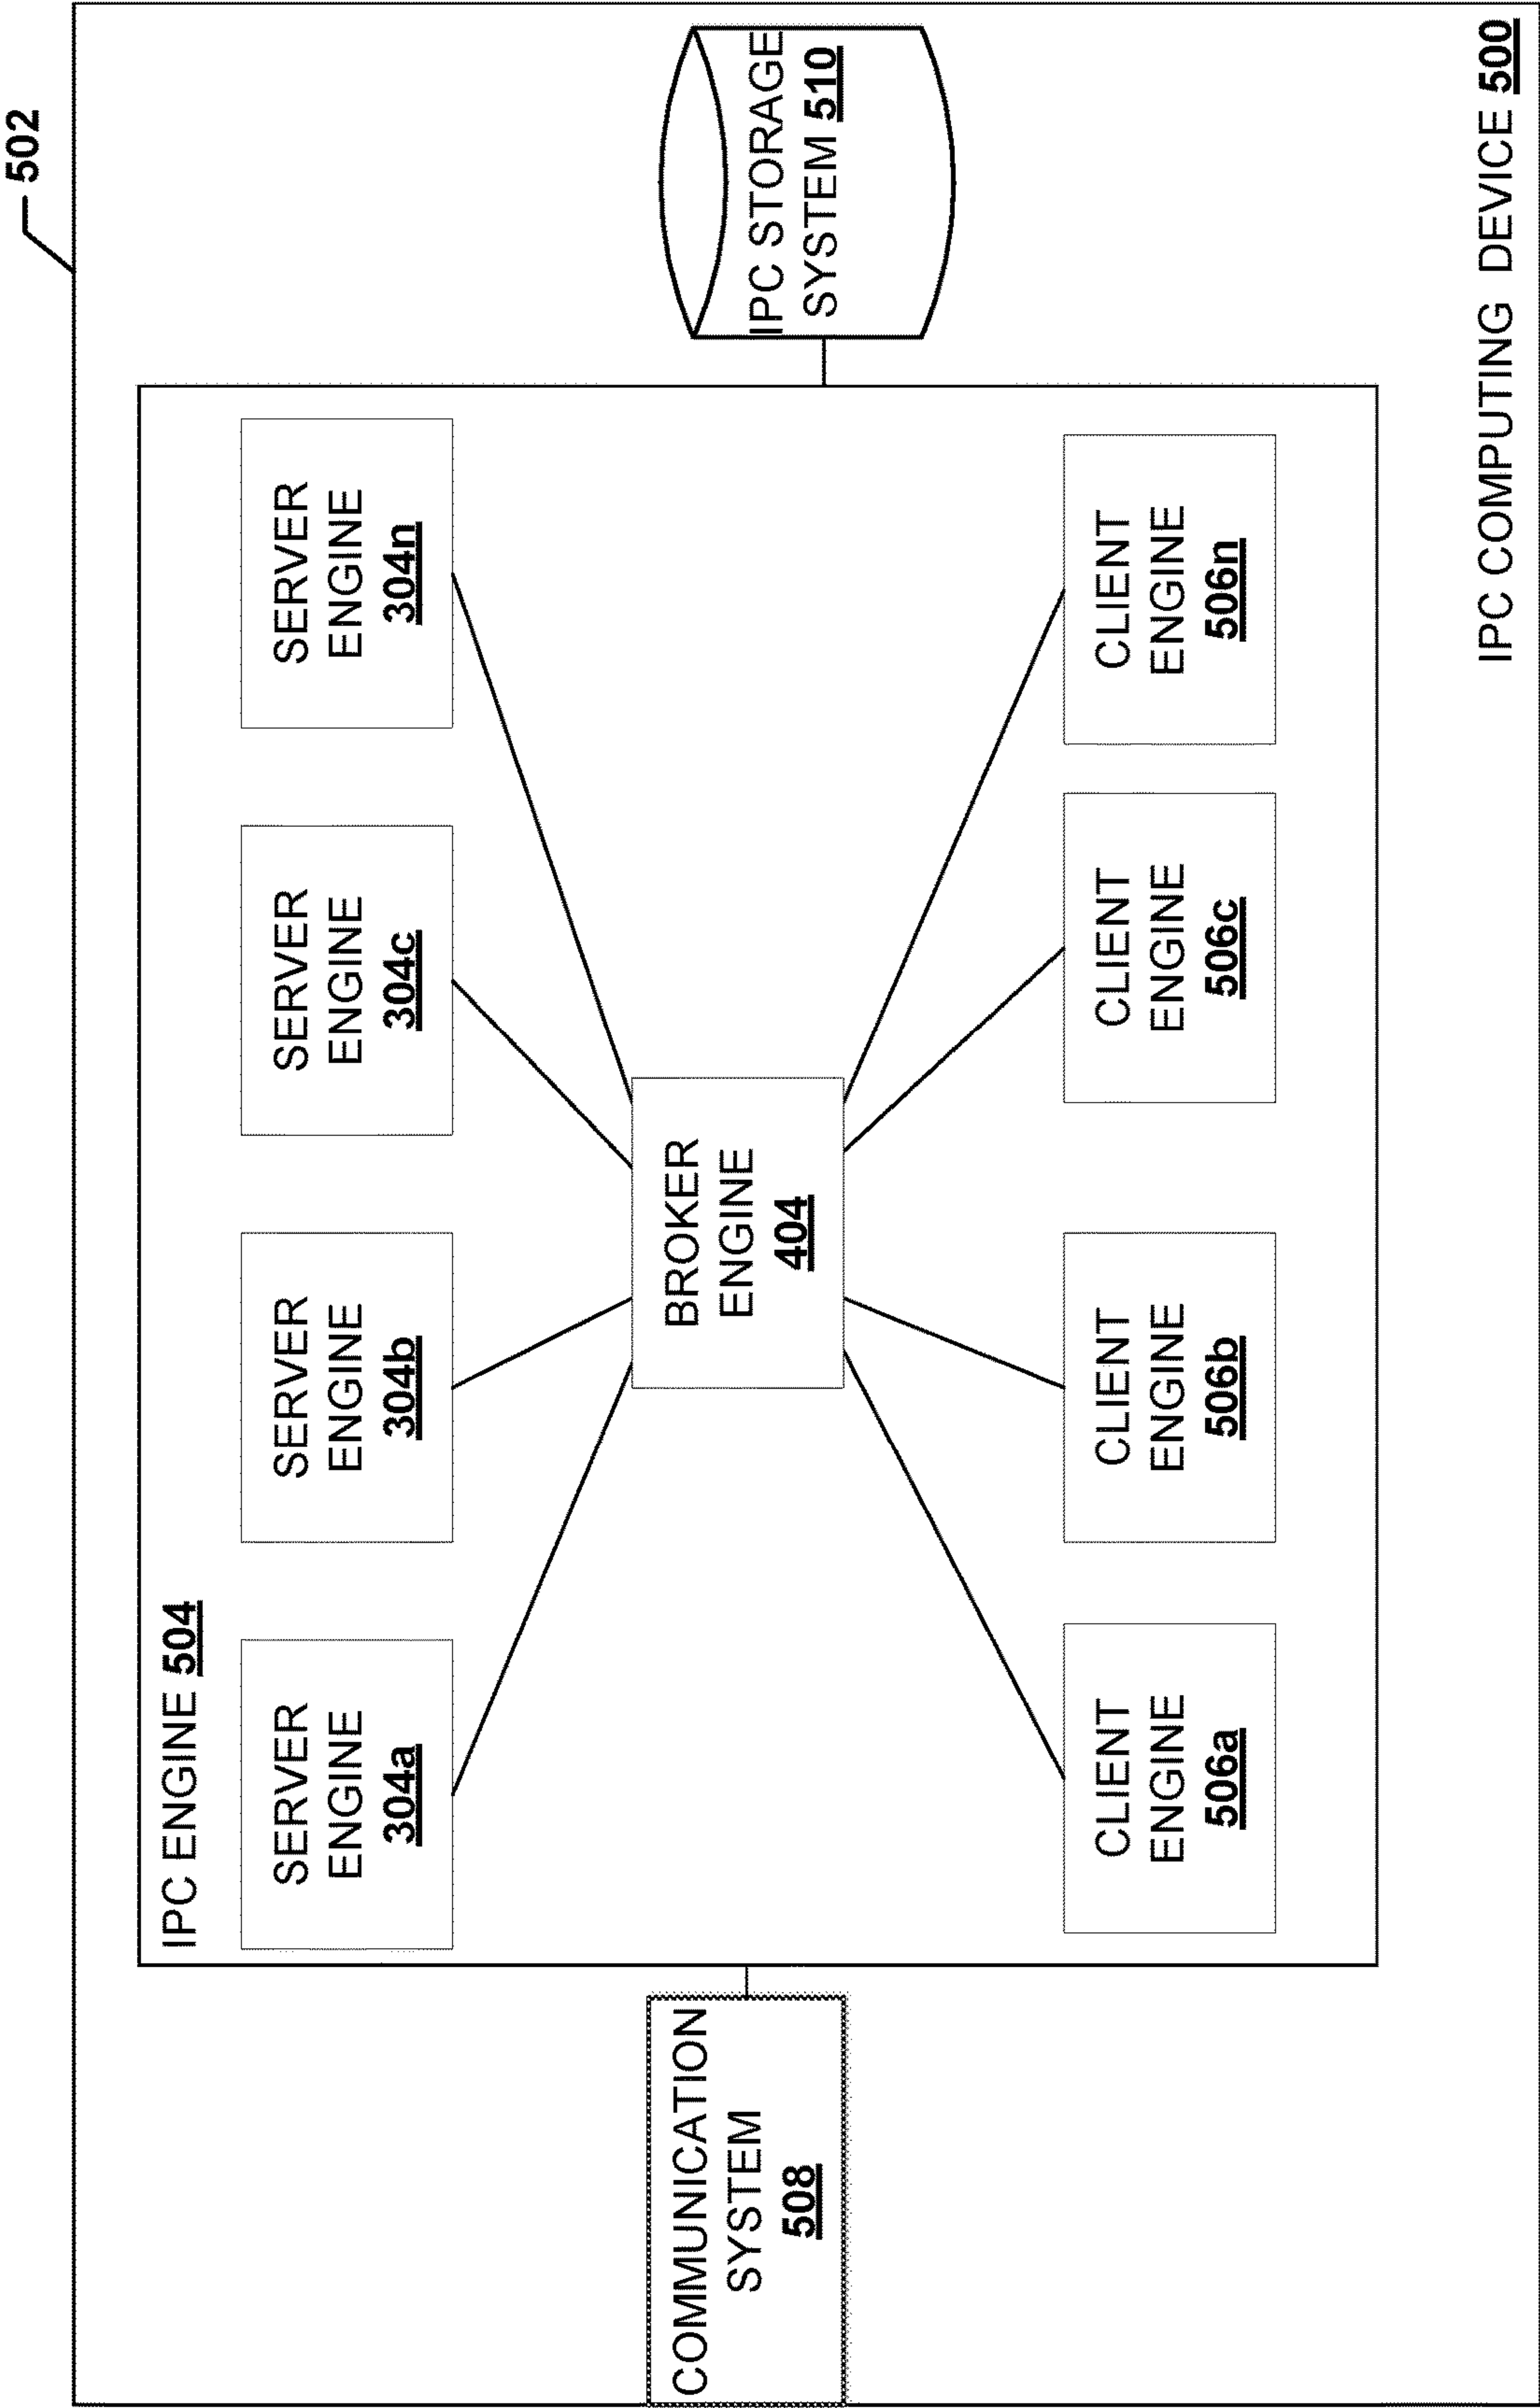 502
IPC ENGINE 504
SERVER
ENGINE
304a
SERVER
ENGINE
304b
SERVER
ENGINE
304c
SERVER
ENGINE
304n
COMMUNICATION
SYSTEM
508
BROKER
ENGINE
404
IPC STORAGE
SYSTEM 510
CLIENT
ENGINE
506a
CLIENT
ENGINE
506b
CLIENT
ENGINE
506c
CLIENT
ENGINE
506n
IPC COMPUTING DEVICE 500